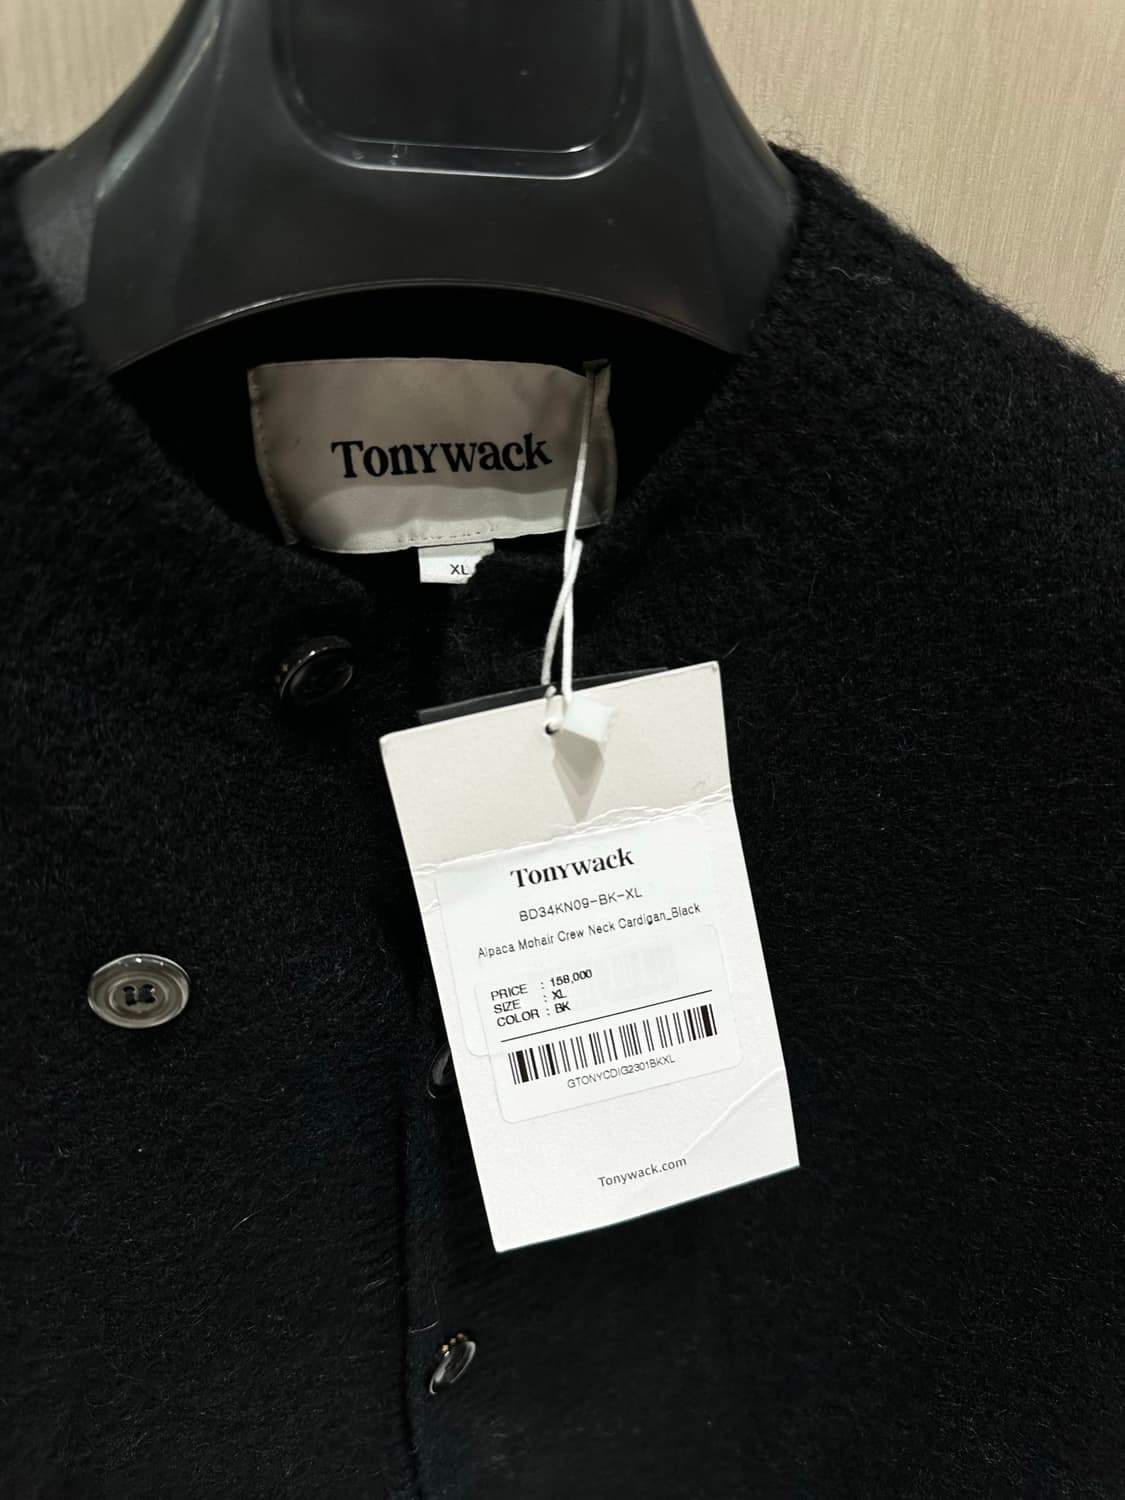 Tonywack
XL
Tonywack
BD34KN09-BK-XL
Alpaca Mohair Crew Neck Cardigan_Black
PRICE : 158,000
SIZE : XL
COLOR : BK
GTONYCDIG2301BKXL
Tonywack.com